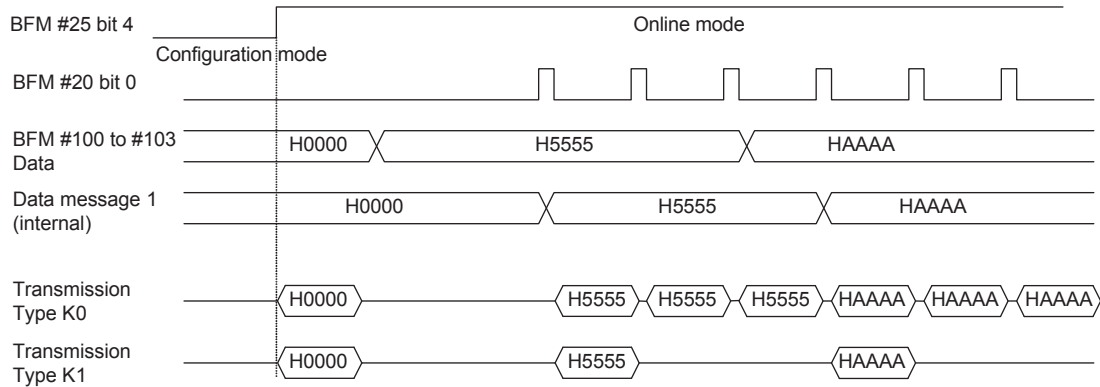 BFM #25 bit 4
Online mode
Configuration mode
BFM #20 bit 0
BFM #100 to #103
Data
H0000
H5555
HAAAA
Data message 1
(internal)
H0000
H5555
HAAAA
Transmission
Type K0
H0000
H5555
H5555
H5555
HAAAA
HAAAA
HAAAA
Transmission
Type K1
H0000
H5555
HAAAA